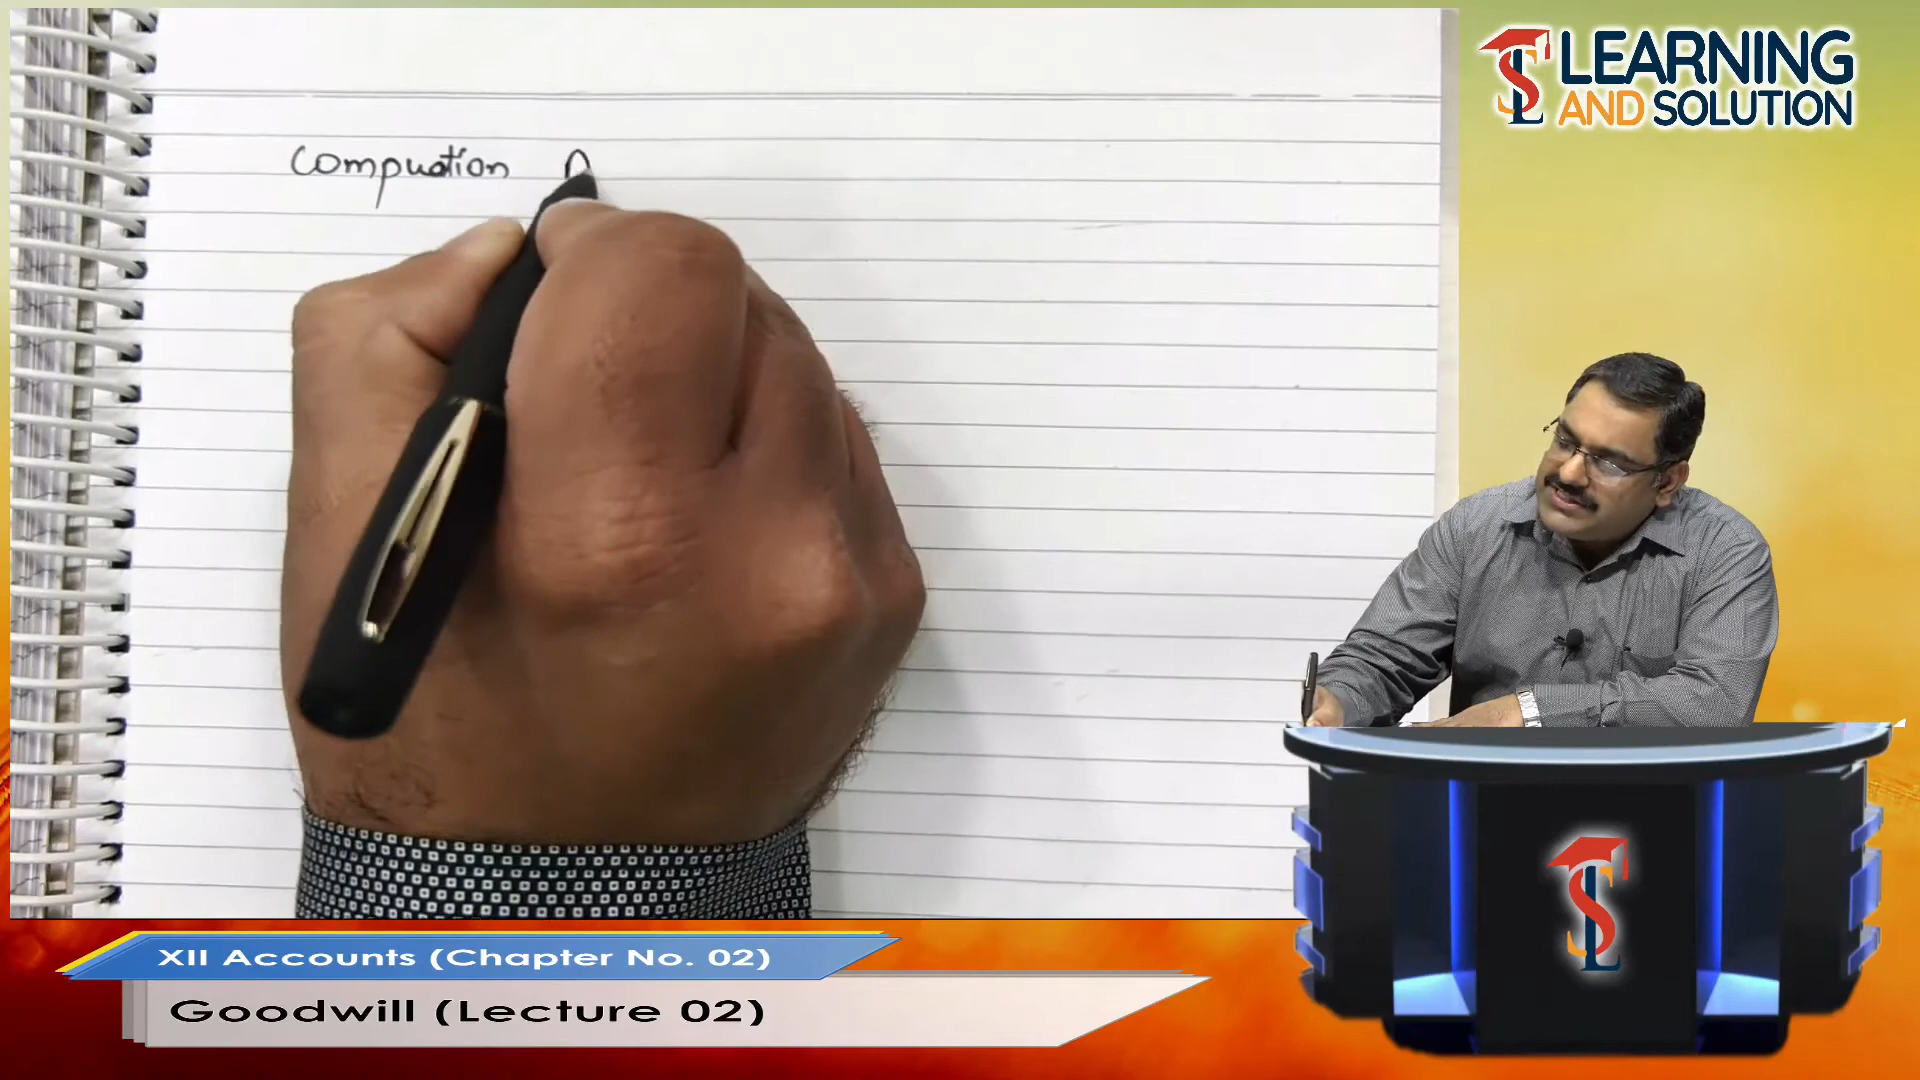 LEARNING
AND SOLUTION
Compuation
XII Accounts (Chapter No. 02)
Goodwill (Lecture 02)